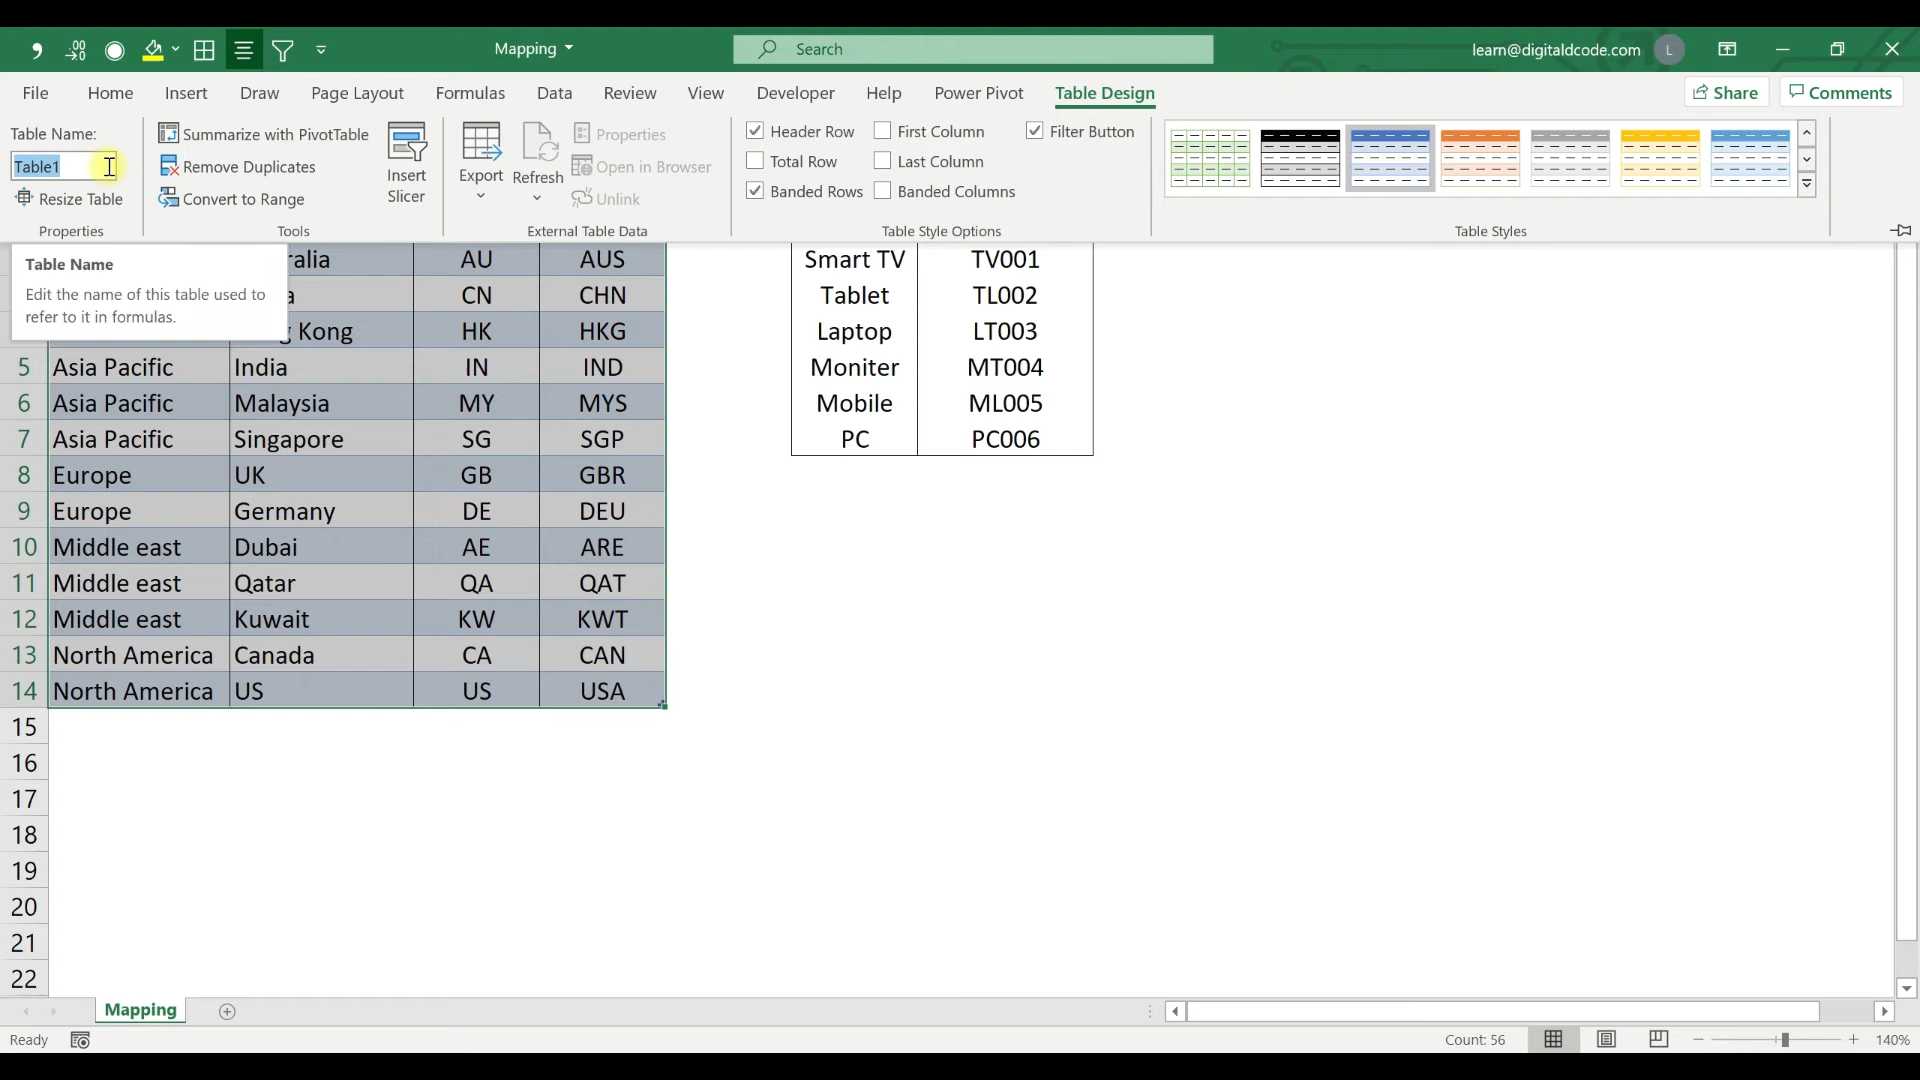 Mapping
Search
learn@digitaldcode.com
L
File Home Insert Draw Page Layout Formulas Data Review View Developer Help Power Pivot Table Design
Share
Comments
Table Name:
Table1
Resize Table
Properties
Summarize with PivotTable
Remove Duplicates
Convert to Range
Tools
Insert
Slicer
Export
Refresh
Properties
Open in Browser
Unlink
External Table Data
Header Row
First Column
Filter Button
Total Row
Last Column
Banded Rows
Banded Columns
Table Style Options
Table Styles
Table Name
Edit the name of this table used to
refer to it in formulas.
ralia AU AUS
a CN CHN
g Kong HK HKG
5 Asia Pacific India IN IND
6 Asia Pacific Malaysia MY MYS
7 Asia Pacific Singapore SG SGP
8 Europe UK GB GBR
9 Europe Germany DE DEU
10 Middle east Dubai AE ARE
11 Middle east Qatar QA QAT
12 Middle east Kuwait KW KWT
13 North America Canada CA CAN
14 North America US US USA
15
16
17
18
19
20
21
22
Smart TV TV001
Tablet TL002
Laptop LT003
Moniter MT004
Mobile ML005
PC PC006
Mapping
Ready
Count: 56
140%